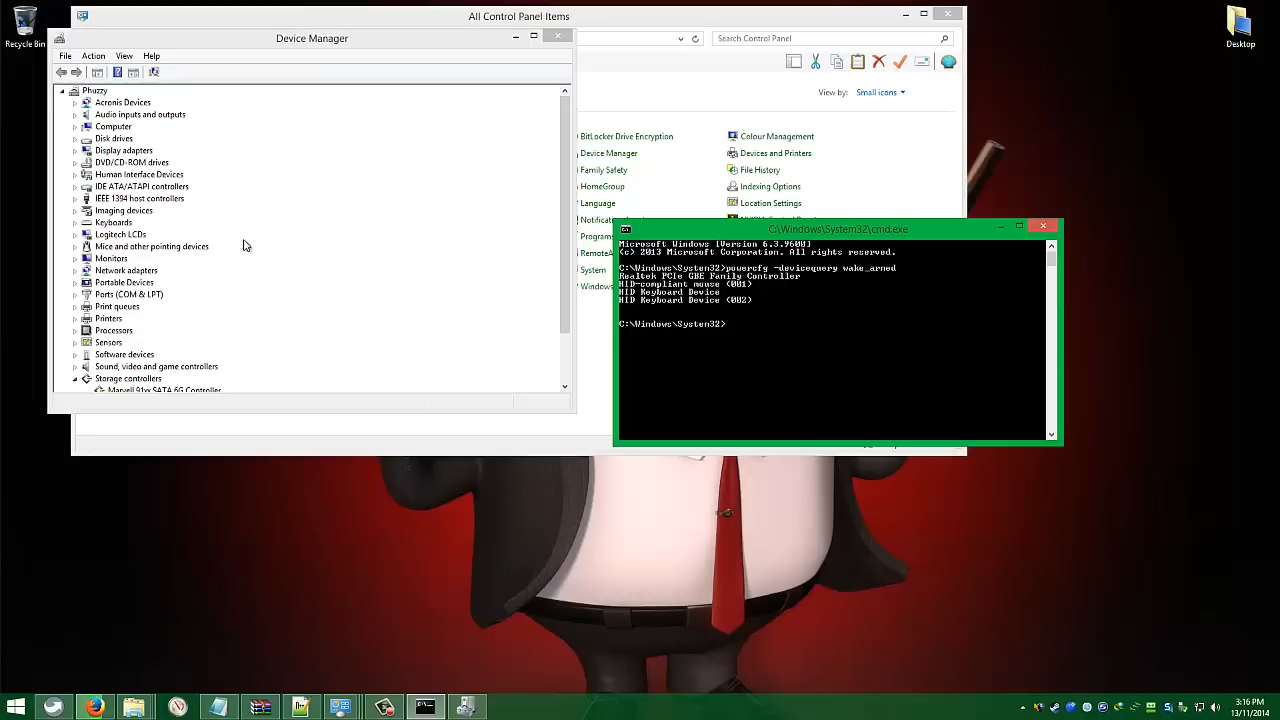 Recycle Bin
Desktop
All Control Panel Items
Search Control Panel
View by: Small icons
BitLocker Drive Encryption
Colour Management
Device Manager
Devices and Printers
Family Safety
File History
HomeGroup
Indexing Options
Language
Location Settings
System
Device Manager
File Action View Help
Phuzzy
Acronis Devices
Audio inputs and outputs
Computer
Disk drives
Display adapters
DVD/CD-ROM drives
Human Interface Devices
IDE ATA/ATAPI controllers
IEEE 1394 host controllers
Imaging devices
Keyboards
Logitech LCDs
Mice and other pointing devices
Monitors
Network adapters
Portable Devices
Ports (COM & LPT)
Print queues
Printers
Processors
Sensors
Software devices
Sound, video and game controllers
Storage controllers
Marvell 91xx SATA 6G Controller
C:\Windows\System32\cmd.exe
Microsoft Windows [Version 6.3.9600]
(c) 2013 Microsoft Corporation. All rights reserved.
C:\Windows\System32>powercfg -devicequery wake_armed
Realtek PCIe GBE Family Controller
HID-compliant mouse (001)
HID Keyboard Device
HID Keyboard Device (002)
C:\Windows\System32>
3:16 PM
13/11/2014